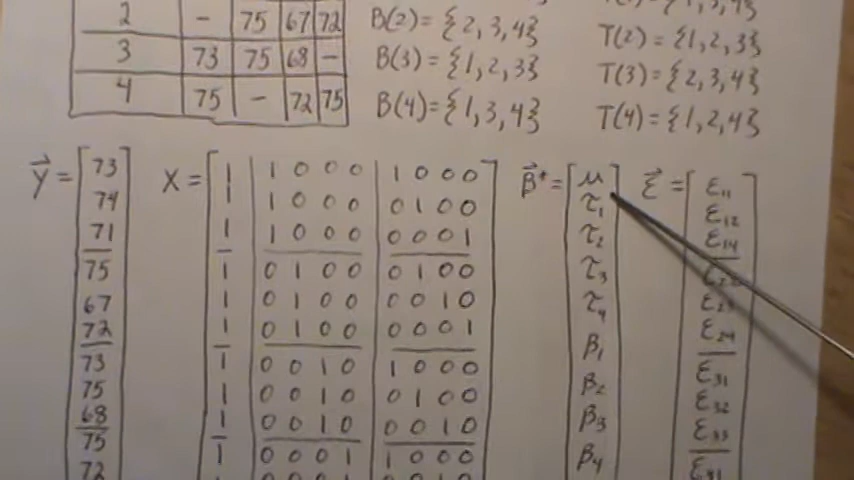 2 - 75 67 72 B(2) = {2, 3, 4}
T(2) = {1, 2, 3}
3 73 75 68 - B(3) = {1, 2, 3}
T(3) = {2, 3, 4}
4 75 - 72 75 B(4) = {1, 3, 4} T(4) = {1, 2, 4}
Y⃗ = 73 X = 1 1 0 0 0 1 0 0 0 β⃗* = μ ε⃗ = ε₁₁
74 1 1 0 0 0 0 1 0 0 τ₁ ε₁₂
71 1 1 0 0 0 0 0 0 1 τ₂ ε₁₄
75 1 0 1 0 0 0 1 0 0 τ₃
67 1 0 1 0 0 0 0 1 0 τ₄
72 1 0 1 0 0 0 0 0 1 β₁ ε₂₄
73 1 0 0 1 0 1 0 0 0 ε₃₁
75 1 0 0 1 0 0 1 0 0 β₂ ε₃₂
68 1 0 0 1 0 0 0 1 0 β₃ ε₃₃
75 1 0 0 0 1 1 0 0 0 β₄
72